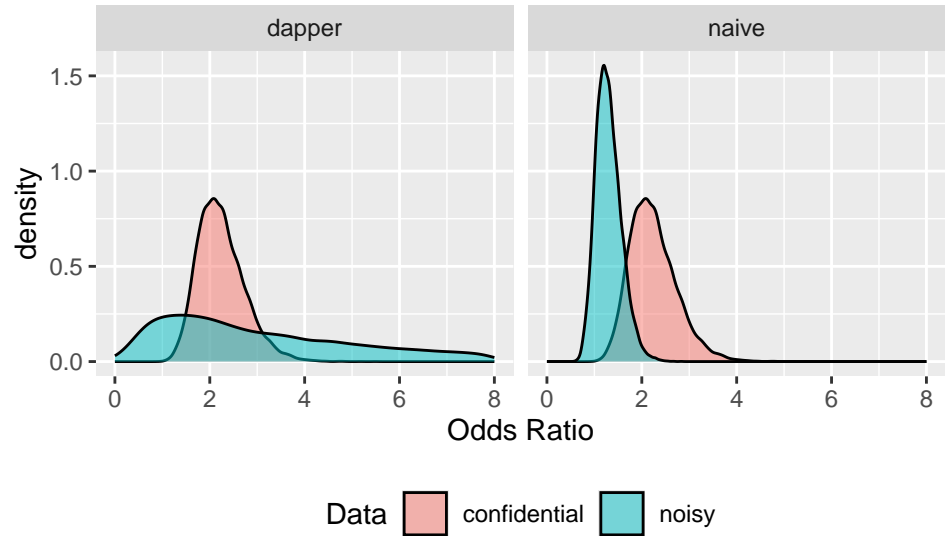 dapper naive
1.5
1.0
0.5
0.0
density
0 2 4 6 8 0 2 4 6 8
Odds Ratio
Data confidential noisy